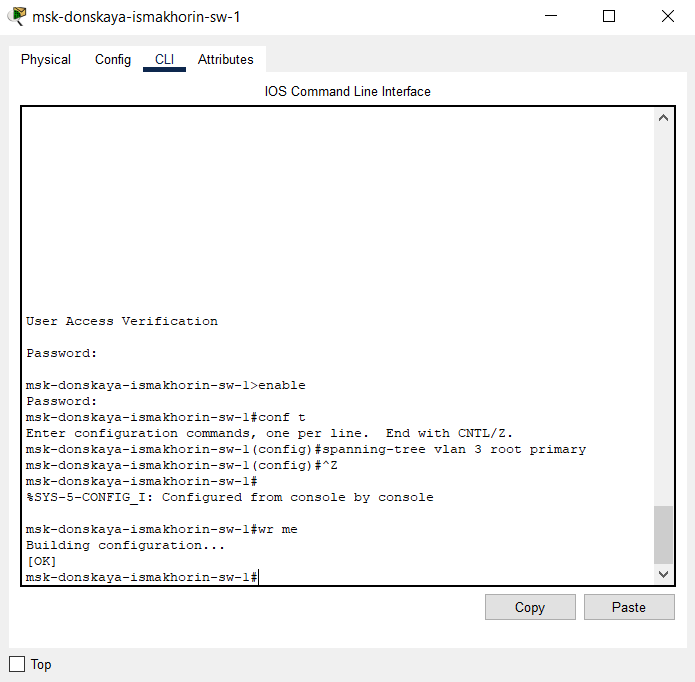 msk-donskaya-ismakhorin-sw-1
Physical Config CLI Attributes
IOS Command Line Interface
User Access Verification
Password:
msk-donskaya-ismakhorin-sw-1>enable
Password:
msk-donskaya-ismakhorin-sw-1#conf t
Enter configuration commands, one per line.  End with CNTL/Z.
msk-donskaya-ismakhorin-sw-1(config)#spanning-tree vlan 3 root primary
msk-donskaya-ismakhorin-sw-1(config)#^Z
msk-donskaya-ismakhorin-sw-1#
%SYS-5-CONFIG_I: Configured from console by console
msk-donskaya-ismakhorin-sw-1#wr me
Building configuration...
[OK]
msk-donskaya-ismakhorin-sw-1#
Copy Paste
Top